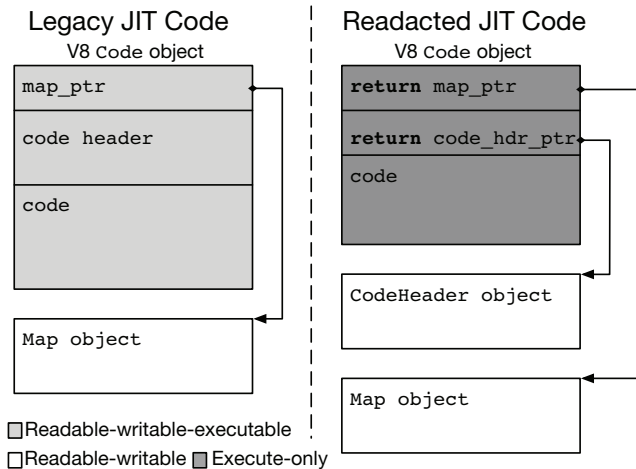 Legacy JIT Code
V8 Code object
map_ptr
code header
code
Map object
Readacted JIT Code
V8 Code object
return map_ptr
return code_hdr_ptr
code
CodeHeader object
Map object
Readable-writable-executable
Readable-writable
Execute-only